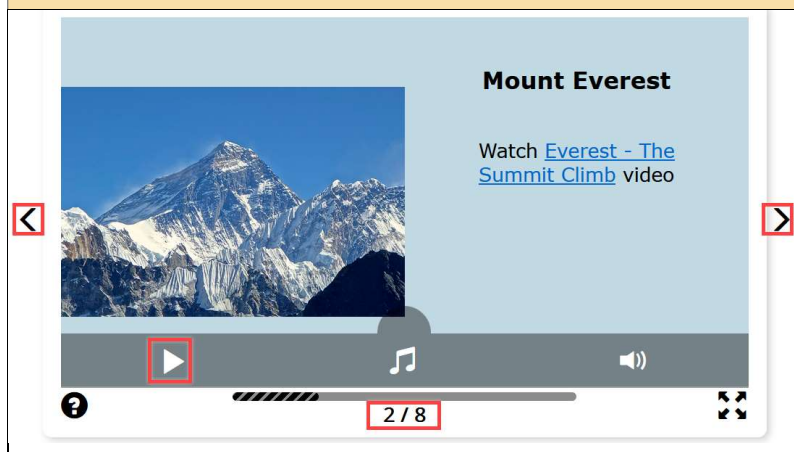 Mount Everest
Watch Everest - The
Summit Climb video
2 / 8